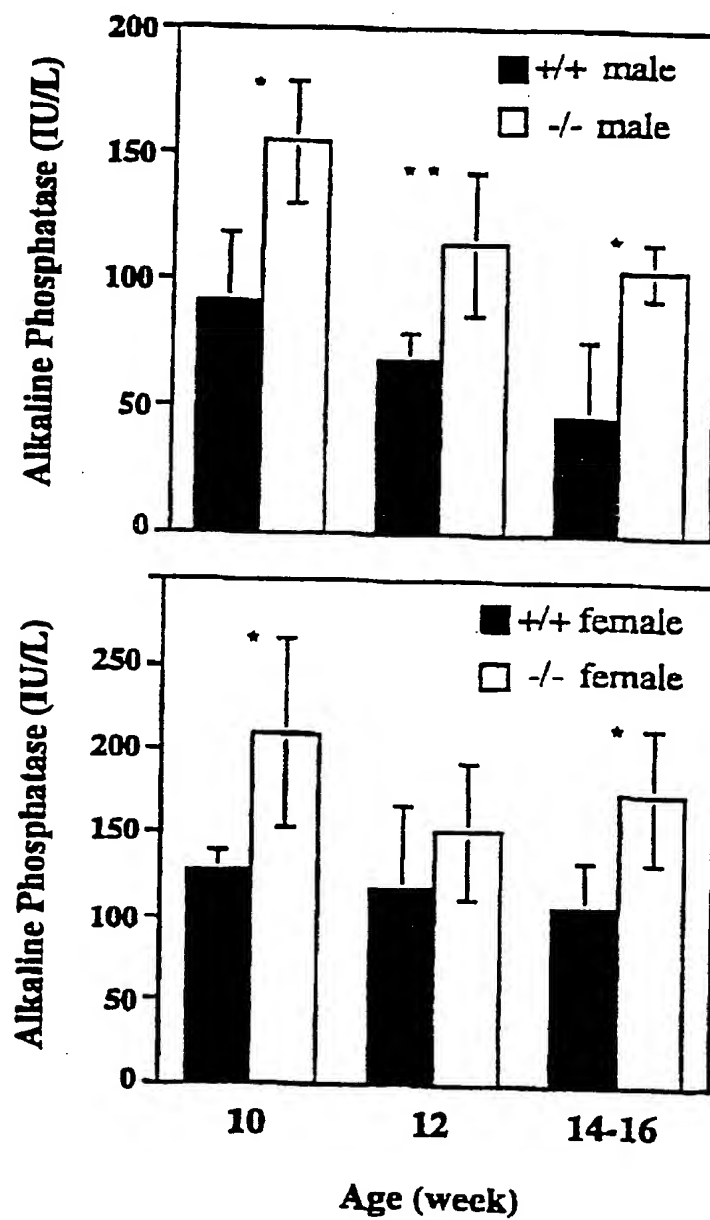 200
150
100
50
0
Alkaline Phosphatase (IU/L)
+/+ male
-/- male
*
* *
*
250
200
150
100
50
0
Alkaline Phosphatase (IU/L)
+/+ female
-/- female
*
*
10 12 14-16
Age (week)